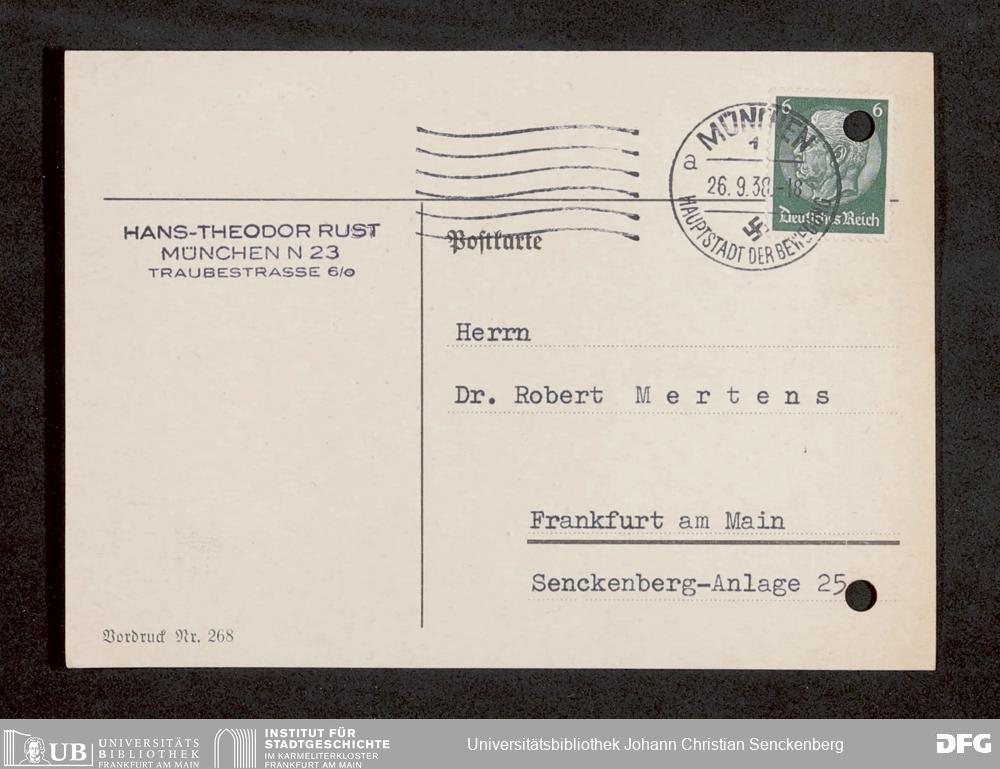 MÜNCHEN
1
a
26.9.38.-18
HAUPTSTADT DER BEWEGUNG
6 6
Deutsches Reich
HANS-THEODOR RUST
MÜNCHEN N 23
TRAUBESTRASSE 6/0
Postkarte
Herrn
Dr. Robert Mertens
Frankfurt am Main
Senckenberg-Anlage 25
Vordruck Nr. 268
UB UNIVERSITÄTS
BIBLIOTHEK
FRANKFURT AM MAIN
INSTITUT FÜR
STADTGESCHICHTE
IM KARMELITERKLOSTER
FRANKFURT AM MAIN
Universitätsbibliothek Johann Christian Senckenberg
DFG